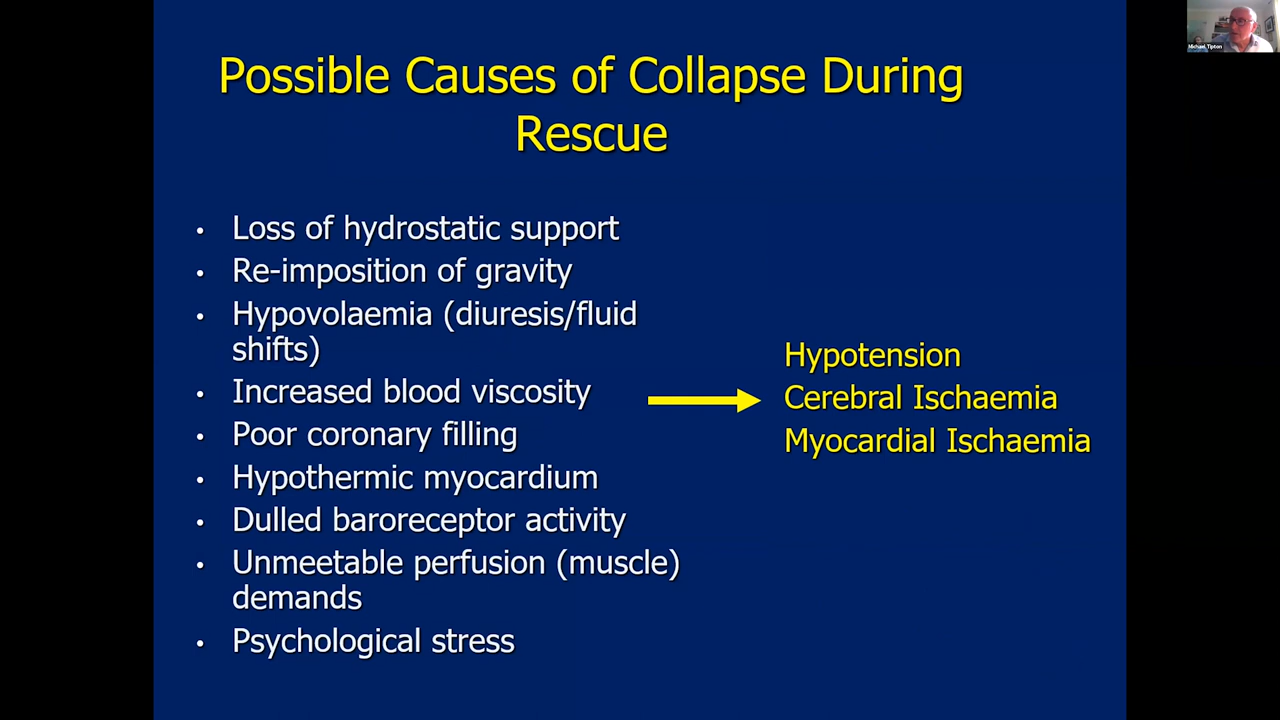 Possible Causes of Collapse During
Rescue
• Loss of hydrostatic support
• Re-imposition of gravity
• Hypovolaemia (diuresis/fluid
shifts)
• Increased blood viscosity
• Poor coronary filling
• Hypothermic myocardium
• Dulled baroreceptor activity
• Unmeetable perfusion (muscle)
demands
• Psychological stress
Hypotension
Cerebral Ischaemia
Myocardial Ischaemia
Michael Tipton